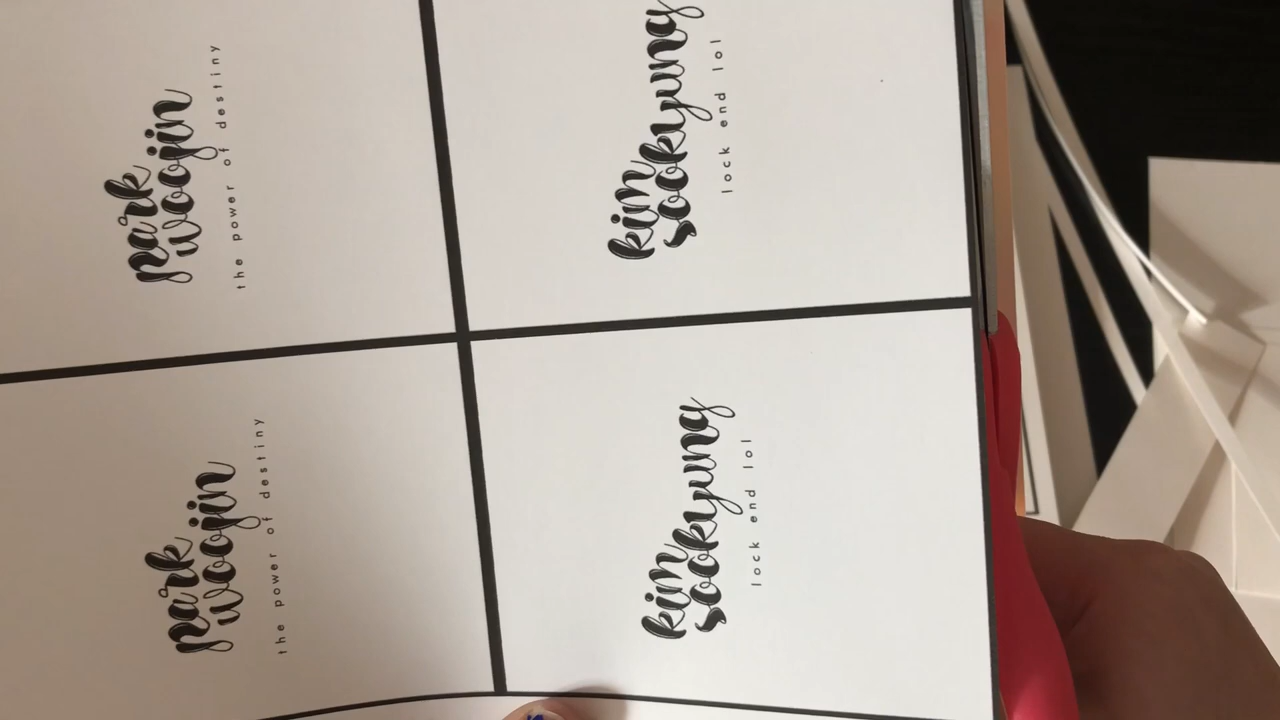 park
woojin
the power of destiny
park
woojin
the power of destiny
kim
sookyung
lock end lol
kim
sookyung
lock end lol